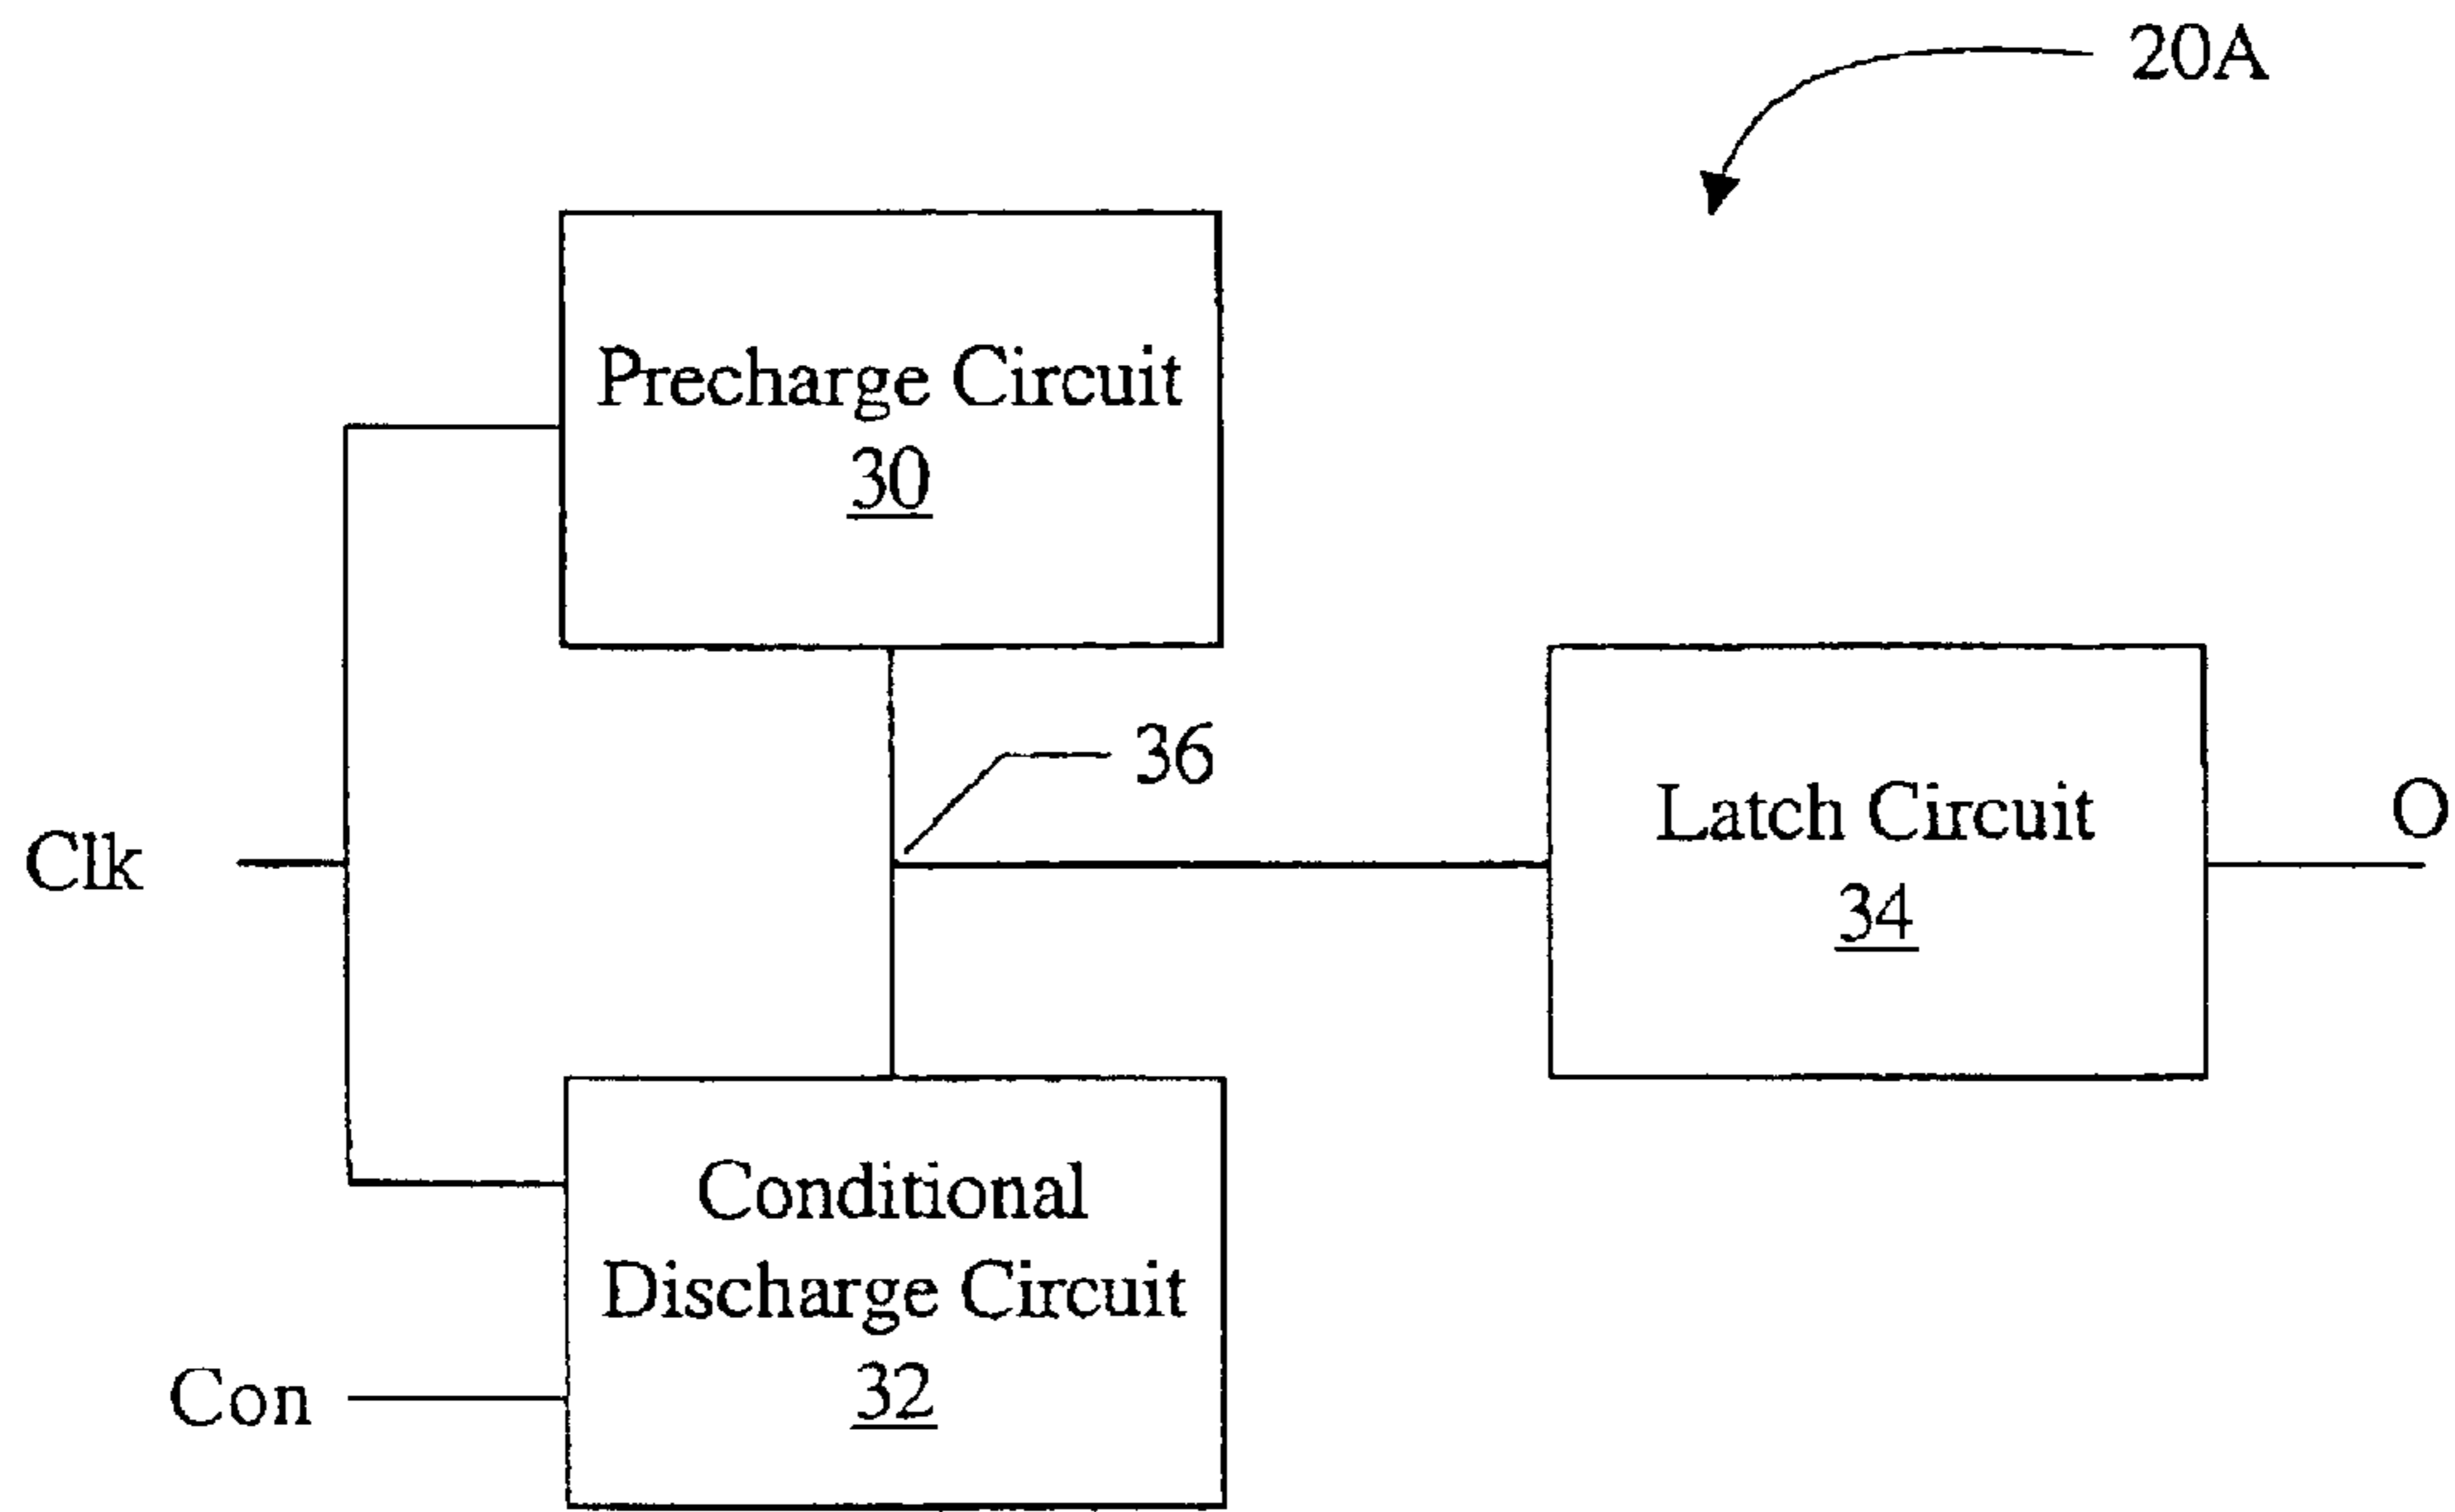 20A
Precharge Circuit
30
36
Clk
Latch Circuit
34
O
Conditional
Discharge Circuit
32
Con